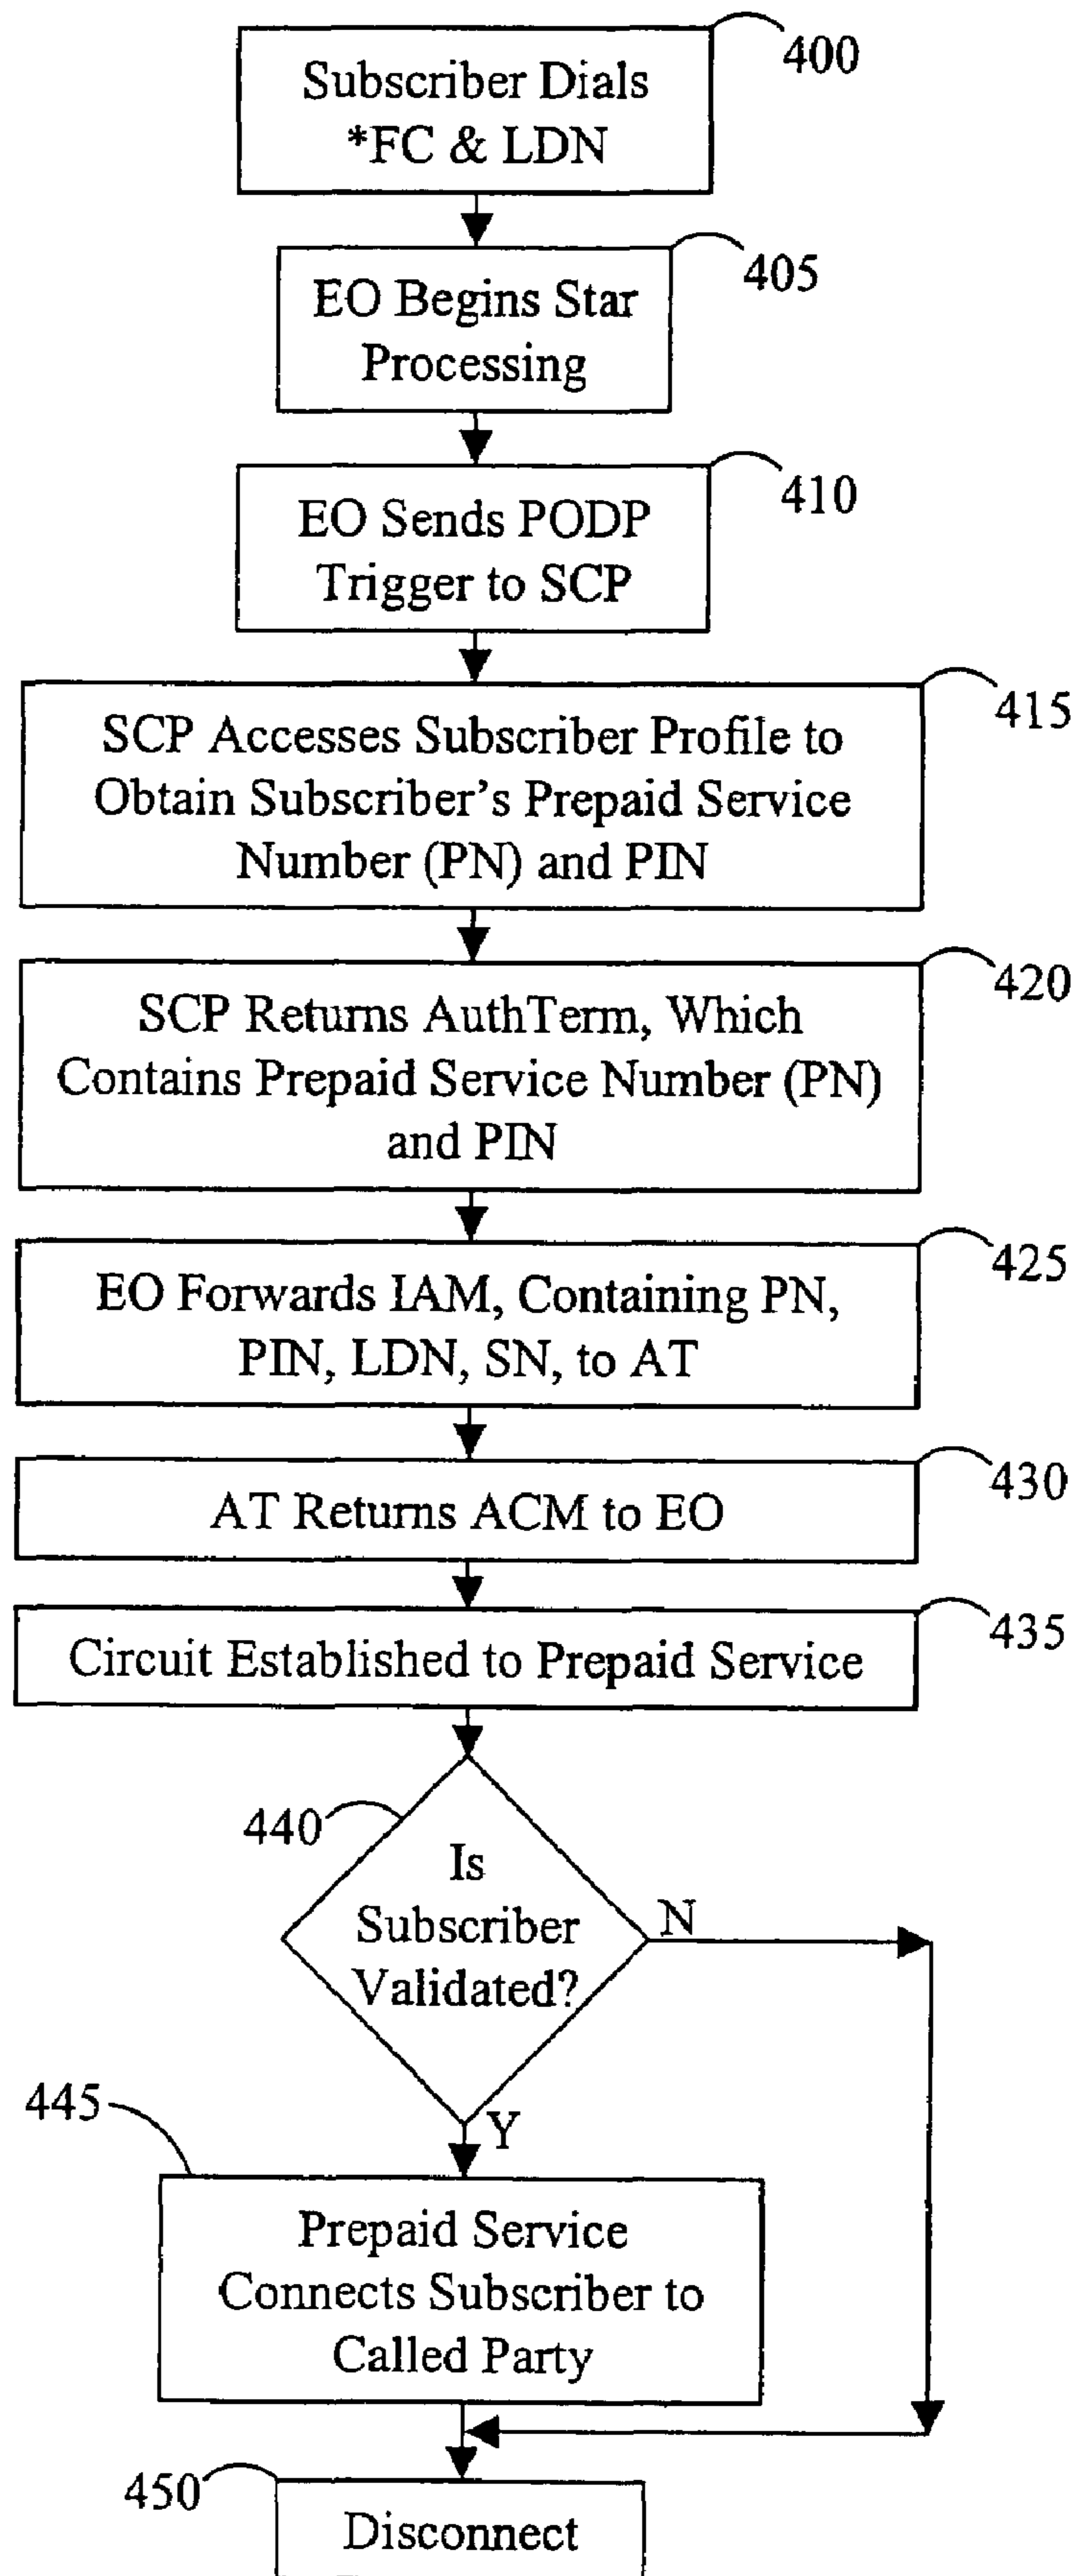 400
Subscriber Dials
*FC & LDN
405
EO Begins Star
Processing
410
EO Sends PODP
Trigger to SCP
415
SCP Accesses Subscriber Profile to
Obtain Subscriber's Prepaid Service
Number (PN) and PIN
420
SCP Returns AuthTerm, Which
Contains Prepaid Service Number (PN)
and PIN
425
EO Forwards IAM, Containing PN,
PIN, LDN, SN, to AT
430
AT Returns ACM to EO
435
Circuit Established to Prepaid Service
440
Is
Subscriber
Validated?
N
Y
445
Prepaid Service
Connects Subscriber to
Called Party
450
Disconnect